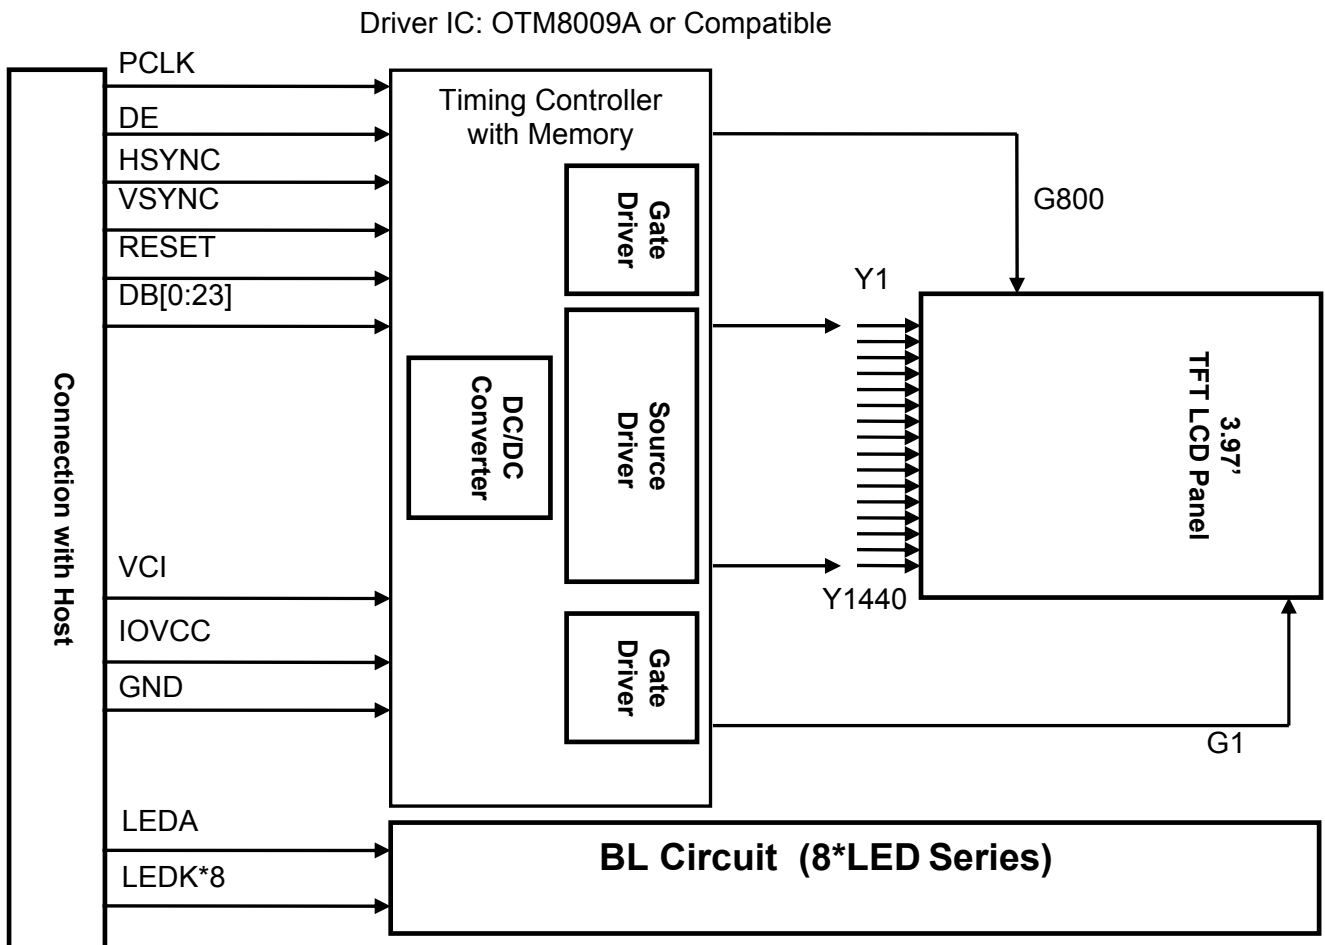 Driver IC: OTM8009A or Compatible
PCLK
DE
HSYNC
VSYNC
RESET
DB[0:23]
VCI
IOVCC
GND
LEDA
LEDK*8
Connection with Host
Timing Controller
with Memory
Gate
Driver
DC/DC
Converter
Source
Driver
Gate
Driver
G800
Y1
Y1440
G1
3.97’
TFT LCD Panel
BL Circuit (8*LED Series)